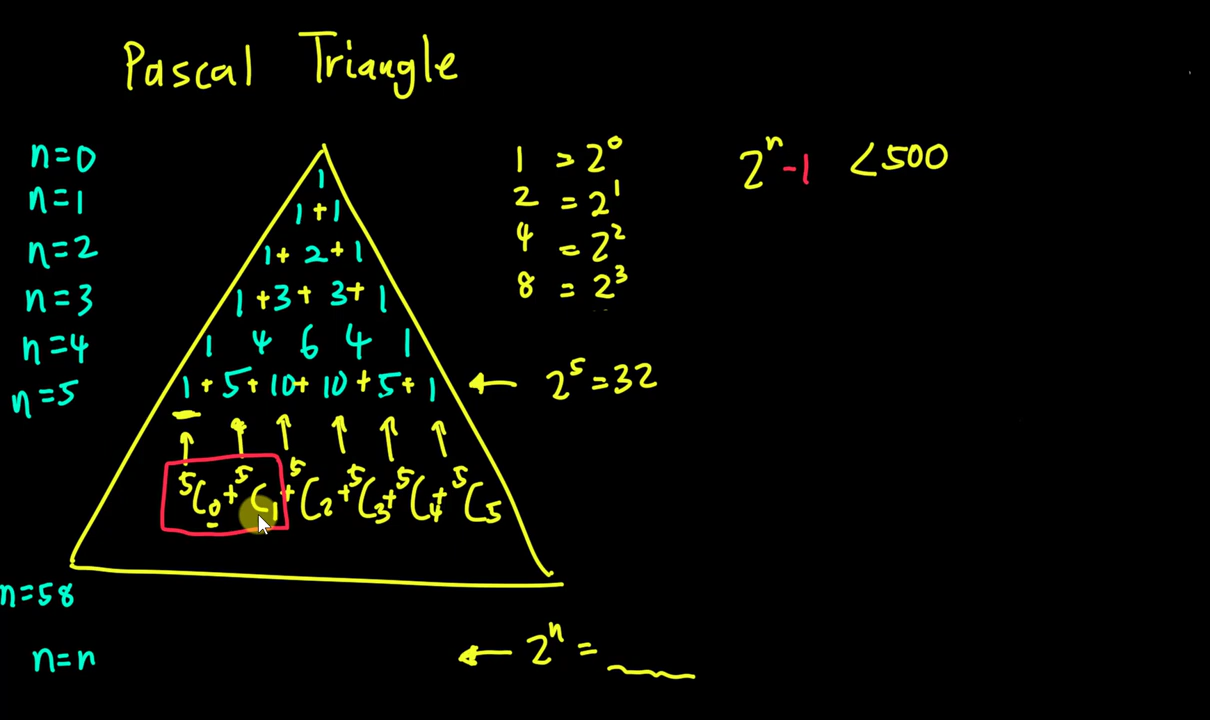 Pascal Triangle
n=0 1 1 = 2⁰ 2ⁿ-1 <500
n=1 1+1 2 = 2¹
n=2 1+2+1 4 = 2²
n=3 1+3+3+1 8 = 2³
n=4 1 4 6 4 1
n=5 1+5+10+10+5+1 ← 2⁵=32
↑ ↑ ↑ ↑ ↑ ↑
⁵C₀+⁵C₁+⁵C₂+⁵C₃+⁵C₄+⁵C₅
n=58
n=n ← 2ⁿ =